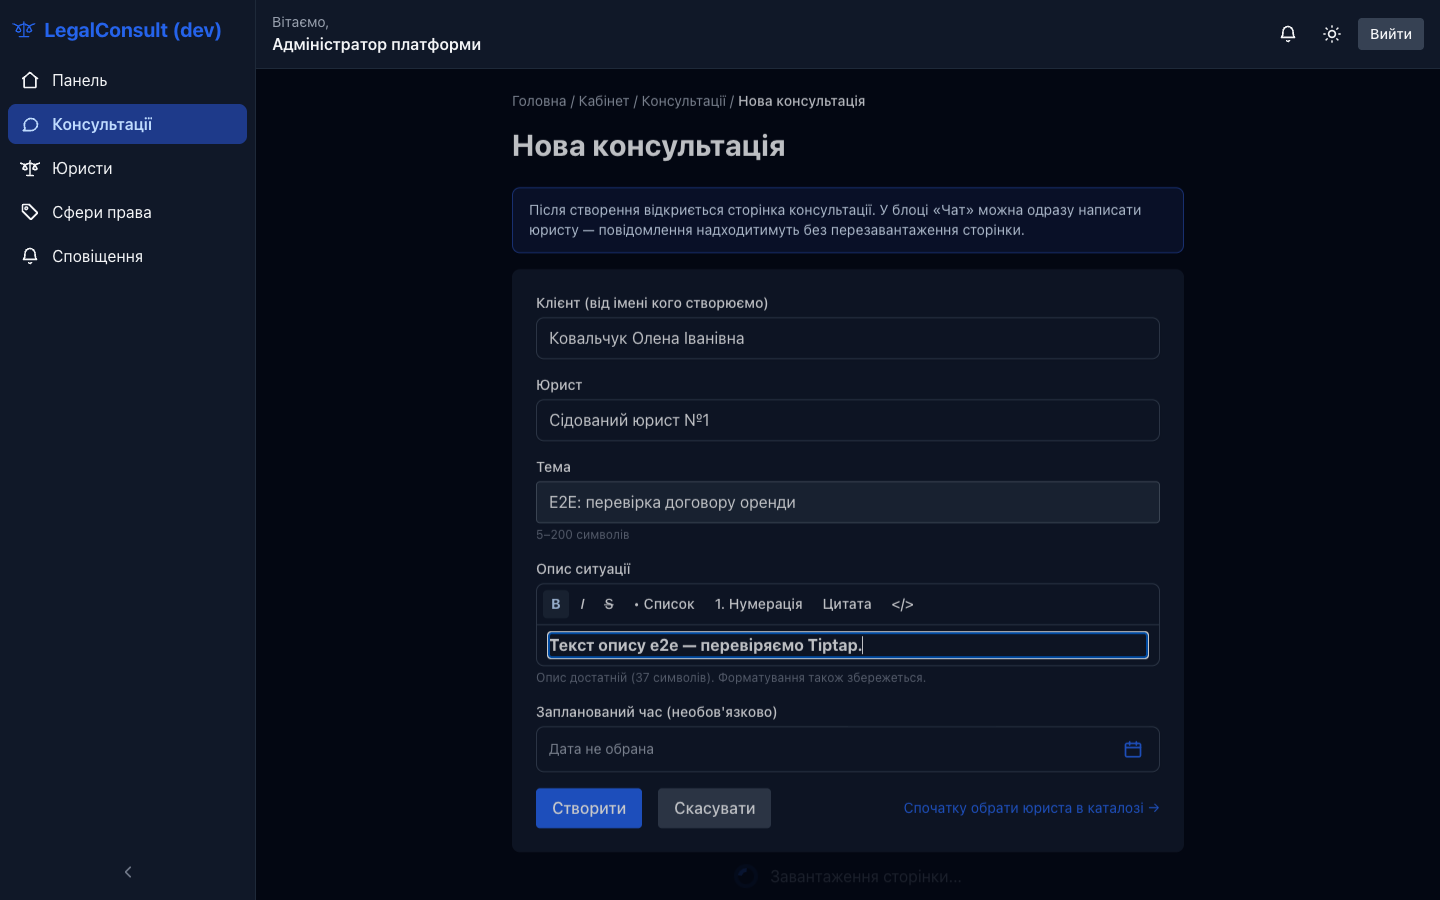 LegalConsult (dev)
Вітаємо,
Адміністратор платформи
Вийти
Панель
Консультації
Юристи
Сфери права
Сповіщення
Головна / Кабінет / Консультації / Нова консультація
Нова консультація
Після створення відкриється сторінка консультації. У блоці «Чат» можна одразу написати
юристу — повідомлення надходитимуть без перезавантаження сторінки.
Клієнт (від імені кого створюємо)
Ковальчук Олена Іванівна
Юрист
Сідований юрист №1
Тема
E2E: перевірка договору оренди
5–200 символів
Опис ситуації
B I S • Список 1. Нумерація Цитата </>
Текст опису e2e — перевіряємо Tiptap.
Опис достатній (37 символів). Форматування також збережеться.
Запланований час (необов'язково)
Дата не обрана
Створити Скасувати Спочатку обрати юриста в каталозі →
Завантаження сторінки...